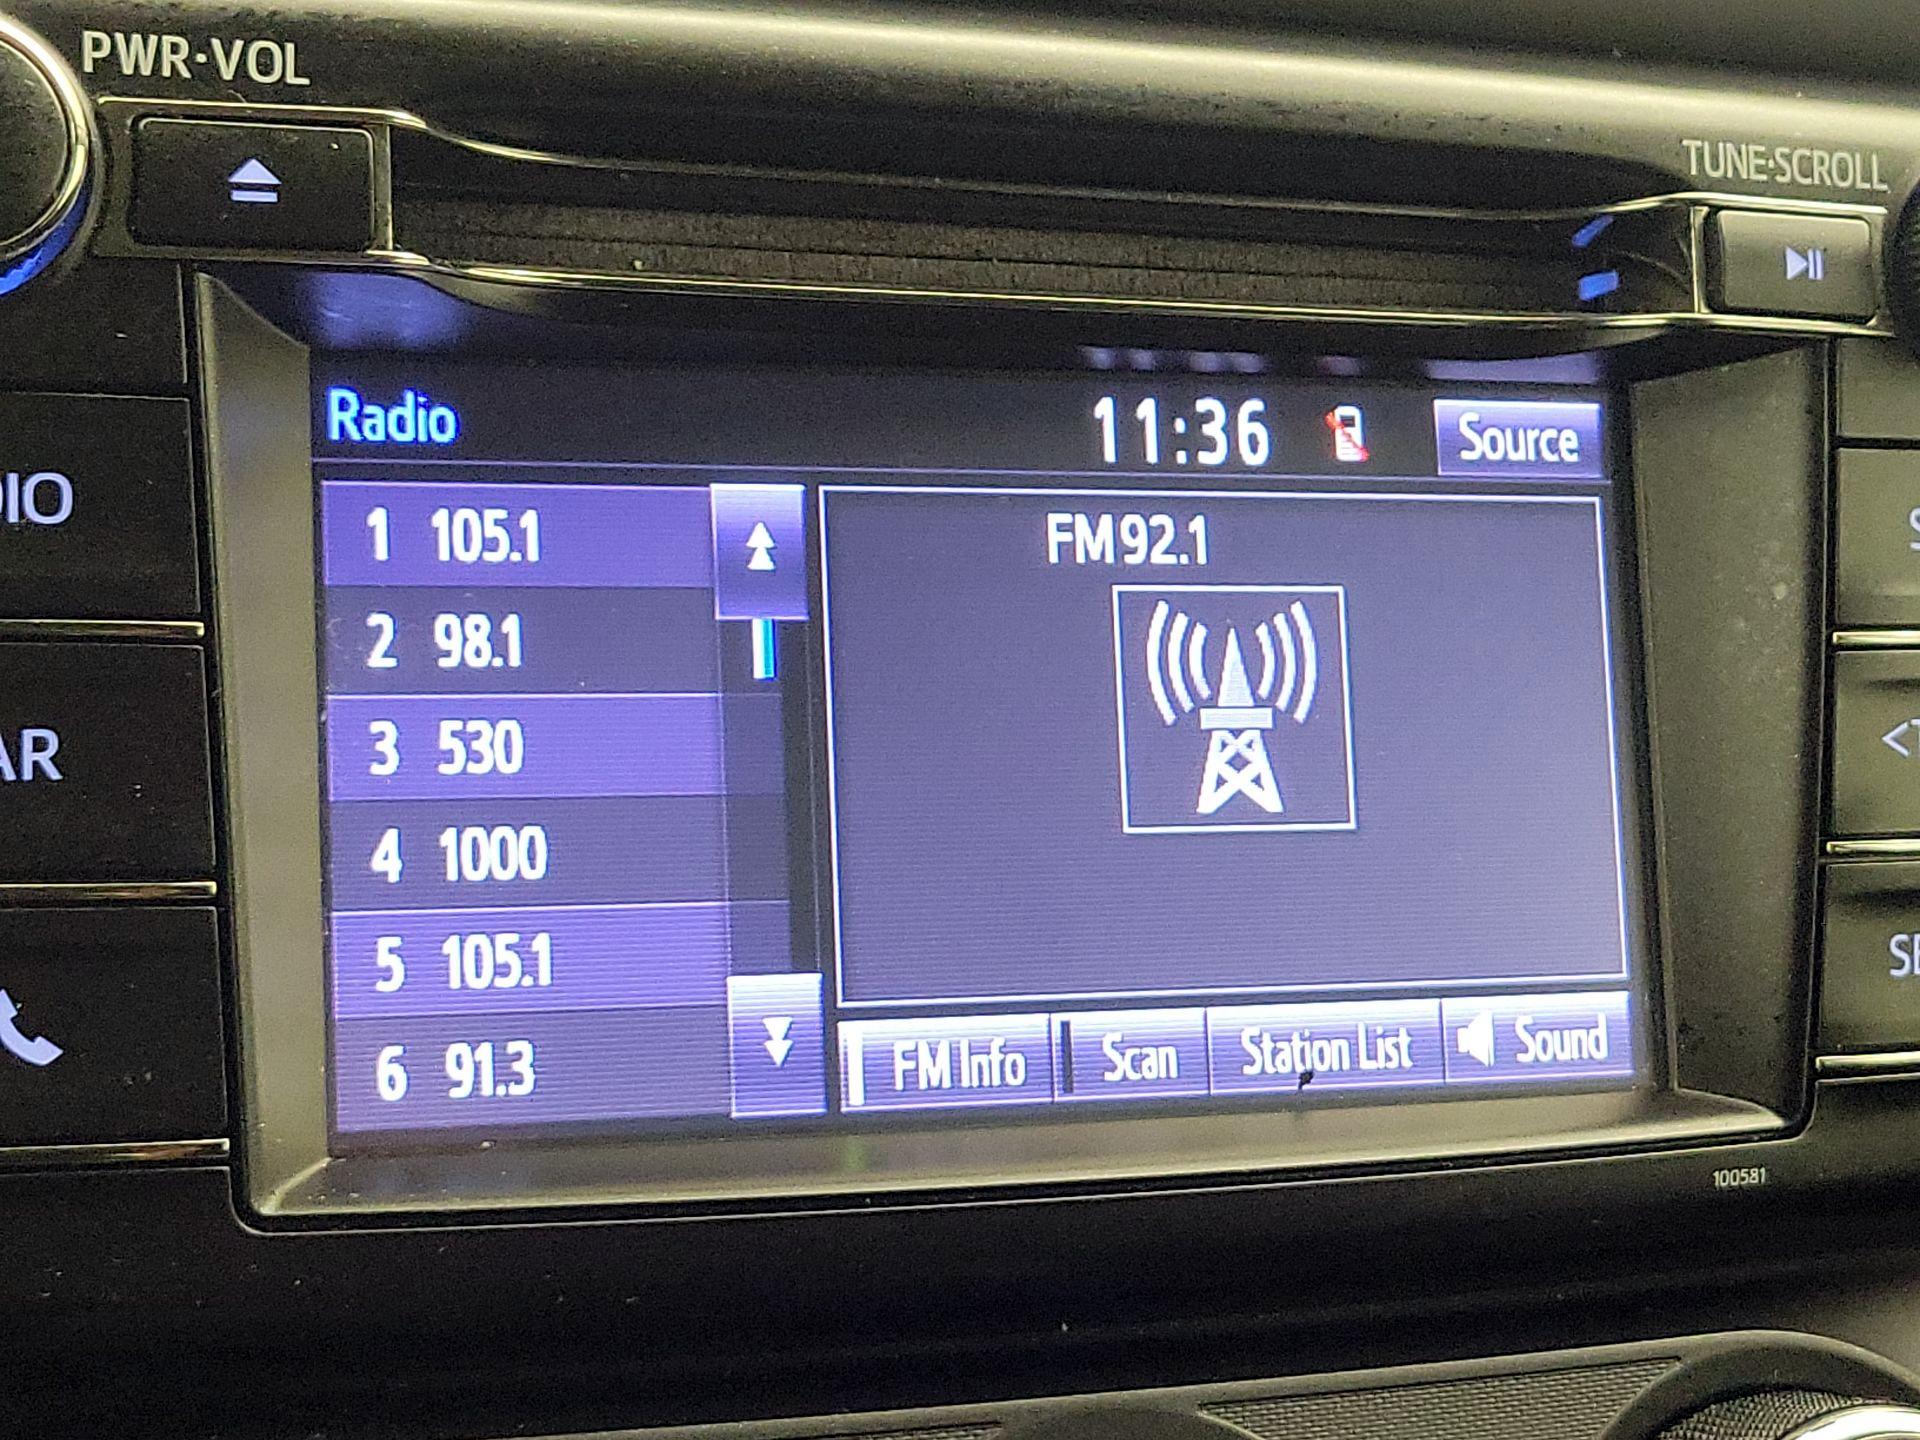 PWR·VOL
TUNE·SCROLL
Radio
11:36
Source
1 105.1
2 98.1
3 530
4 1000
5 105.1
6 91.3
FM 92.1
FM Info
Scan
Station List
Sound
100581